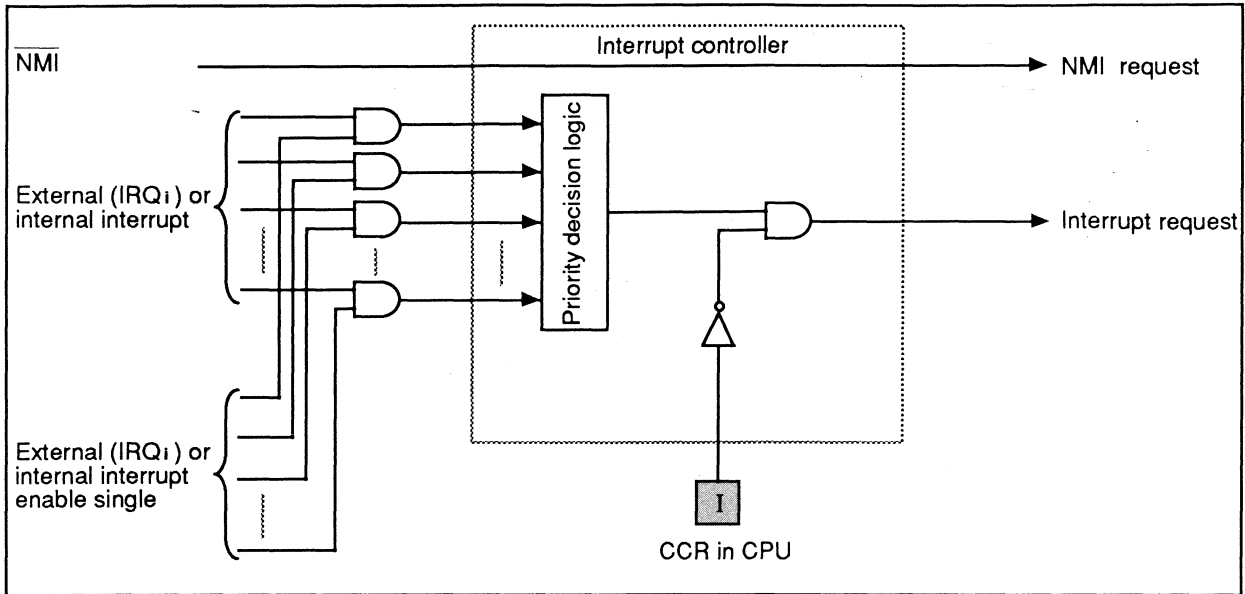 Interrupt controller
NMI
NMI request
Priority decision logic
External (IRQi) or
internal interrupt
Interrupt request
External (IRQi) or
internal interrupt
enable single
I
CCR in CPU